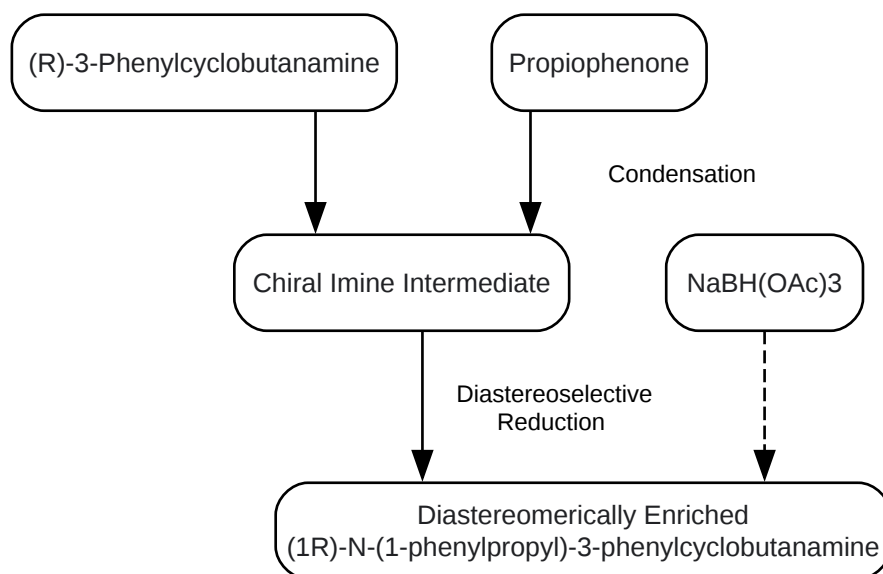 (R)-3-Phenylcyclobutanamine
Propiophenone
Condensation
Chiral Imine Intermediate
NaBH(OAc)3
Diastereoselective
Reduction
Diastereomerically Enriched
(1R)-N-(1-phenylpropyl)-3-phenylcyclobutanamine